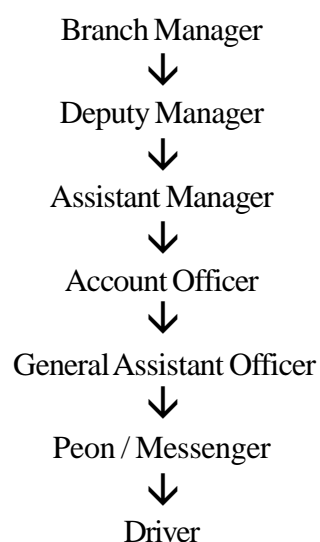 Branch Manager
Deputy Manager
Assistant Manager
Account Officer
General Assistant Officer
Peon / Messenger
Driver